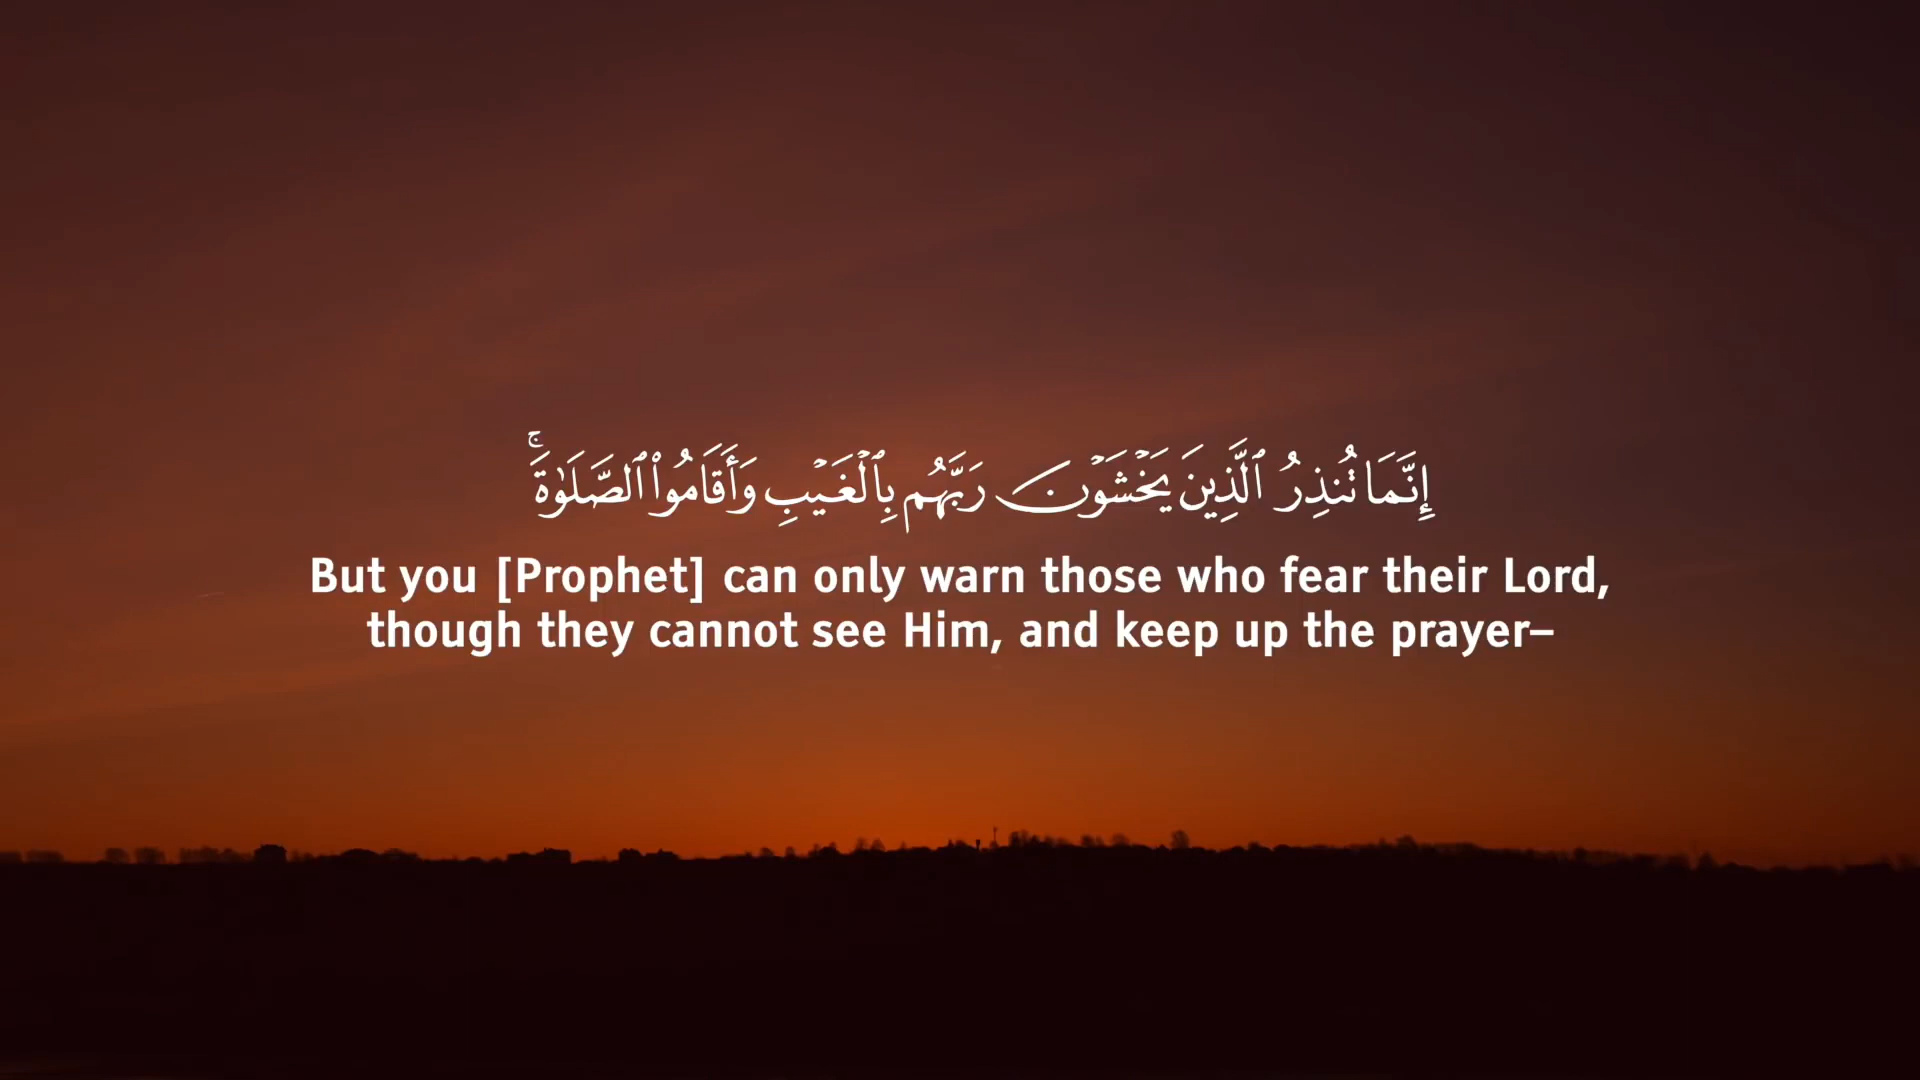 إِنَّمَا تُنذِرُ ٱلَّذِينَ يَخْشَوْنَ رَبَّهُم بِٱلْغَيْبِ وَأَقَامُوا۟ ٱلصَّلَوٰةَ ۚ
But you [Prophet] can only warn those who fear their Lord,
though they cannot see Him, and keep up the prayer–